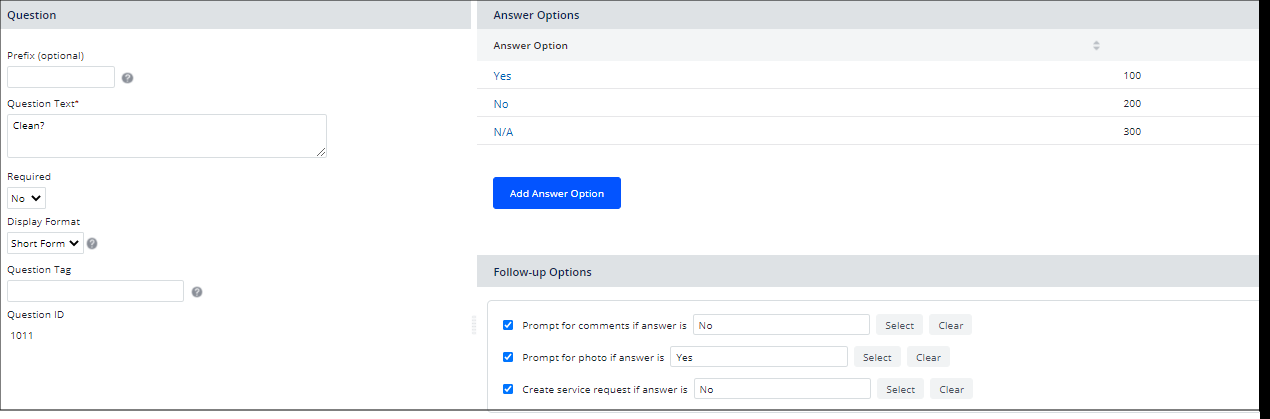 Question
Prefix (optional)
Question Text*
Clean?
Required
No
Display Format
Short Form
Question Tag
Question ID
1011
Answer Options
Answer Option
Yes 100
No 200
N/A 300
Add Answer Option
Follow-up Options
Prompt for comments if answer is No Select Clear
Prompt for photo if answer is Yes Select Clear
Create service request if answer is No Select Clear